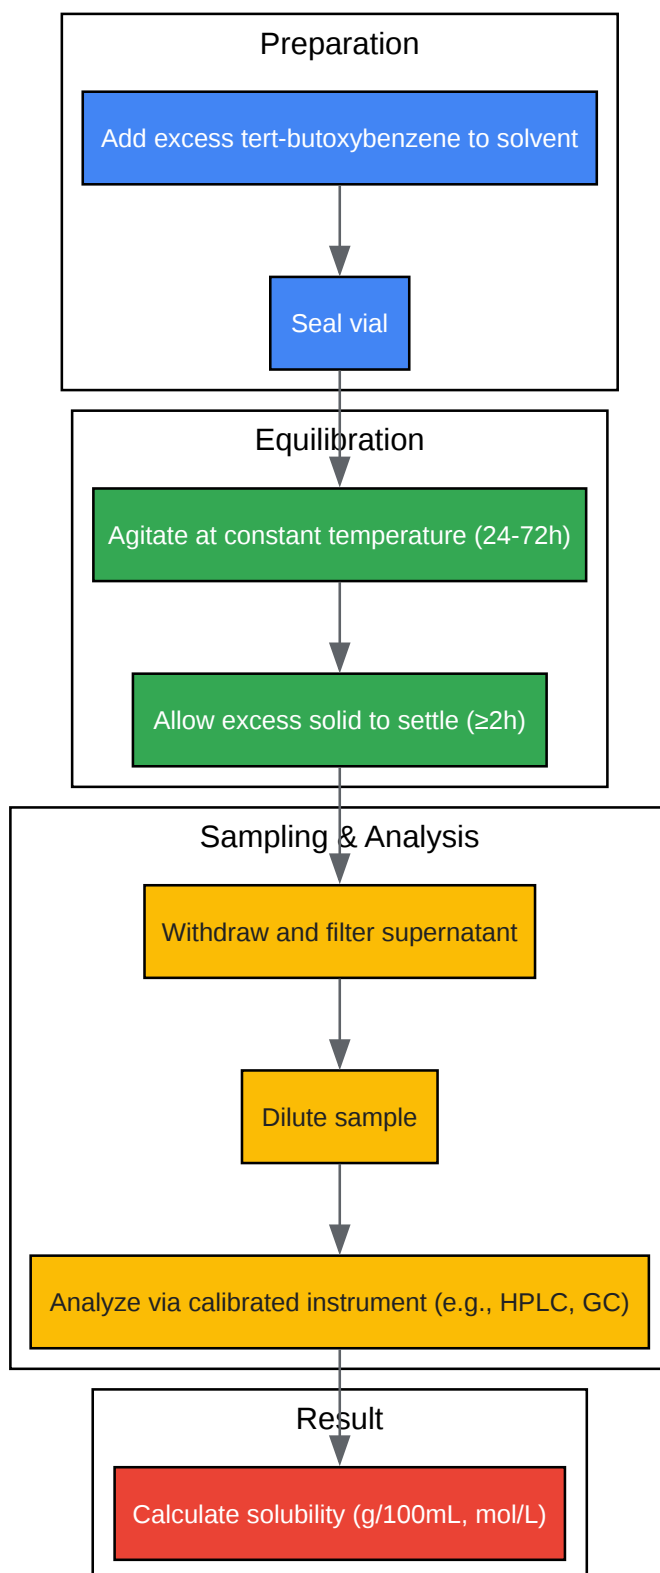 Preparation
Add excess tert-butoxybenzene to solvent
Seal vial
Equilibration
Agitate at constant temperature (24-72h)
Allow excess solid to settle (≥2h)
Sampling & Analysis
Withdraw and filter supernatant
Dilute sample
Analyze via calibrated instrument (e.g., HPLC, GC)
Result
Calculate solubility (g/100mL, mol/L)